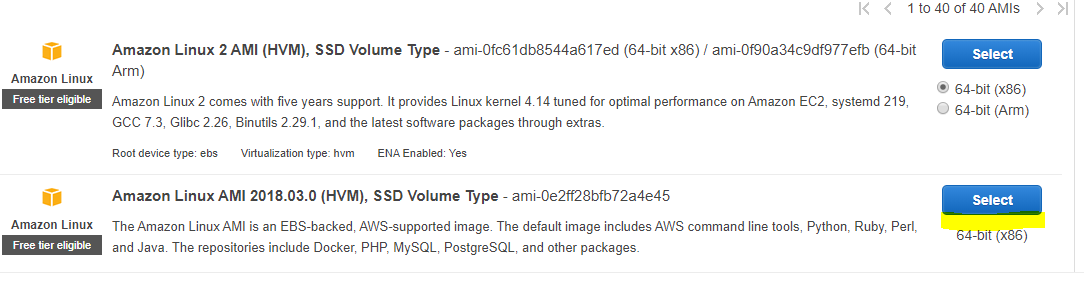 1 to 40 of 40 AMIs
Amazon Linux
Free tier eligible
Amazon Linux 2 AMI (HVM), SSD Volume Type - ami-0fc61db8544a617ed (64-bit x86) / ami-0f90a34c9df977efb (64-bit
Arm)
Amazon Linux 2 comes with five years support. It provides Linux kernel 4.14 tuned for optimal performance on Amazon EC2, systemd 219,
GCC 7.3, Glibc 2.26, Binutils 2.29.1, and the latest software packages through extras.
Root device type: ebs Virtualization type: hvm ENA Enabled: Yes
Select
64-bit (x86)
64-bit (Arm)
Amazon Linux
Free tier eligible
Amazon Linux AMI 2018.03.0 (HVM), SSD Volume Type - ami-0e2ff28bfb72a4e45
The Amazon Linux AMI is an EBS-backed, AWS-supported image. The default image includes AWS command line tools, Python, Ruby, Perl,
and Java. The repositories include Docker, PHP, MySQL, PostgreSQL, and other packages.
Select
64-bit (x86)